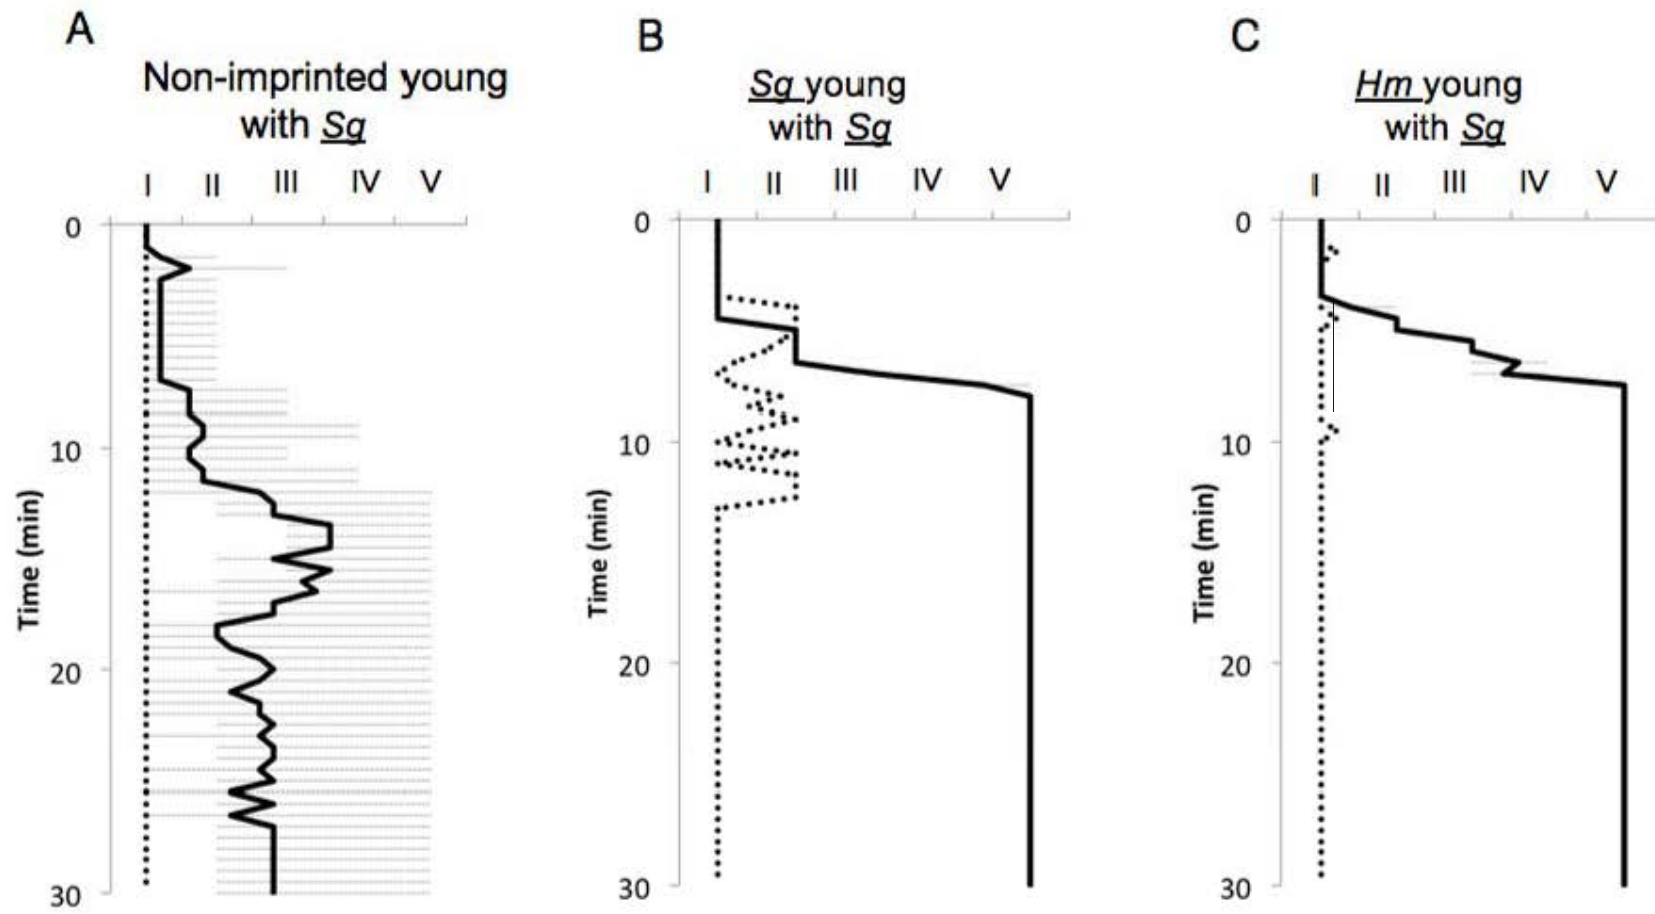 A
B
C
Non-imprinted young
with Sg
Sg young
with Sg
Hm young
with Sg
I II III IV V
I II III IV V
I II III IV V
0
10
20
30
Time (min)
0
10
20
30
Time (min)
0
10
20
30
Time (min)